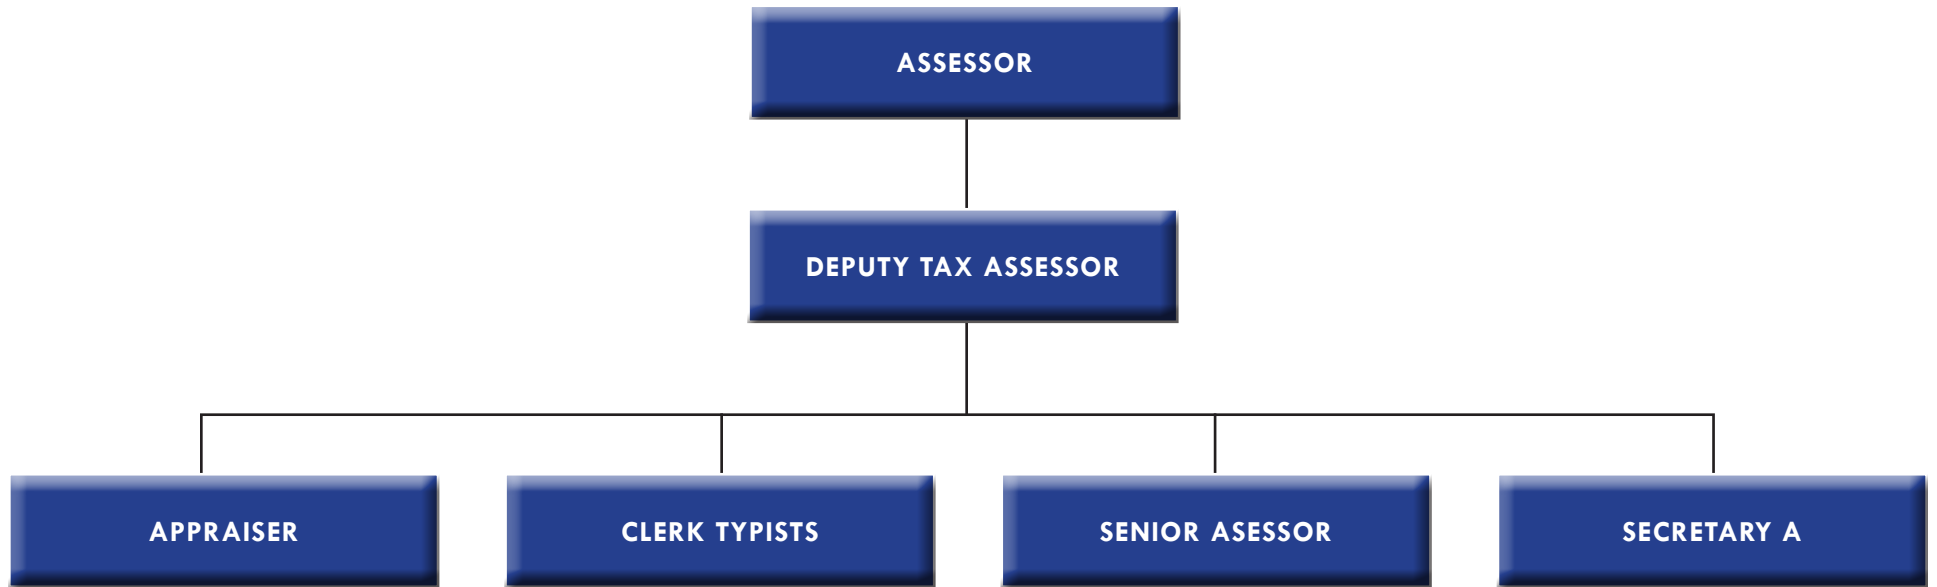 ASSESSOR
DEPUTY TAX ASSESSOR
APPRAISER
CLERK TYPISTS
SENIOR ASESSOR
SECRETARY A